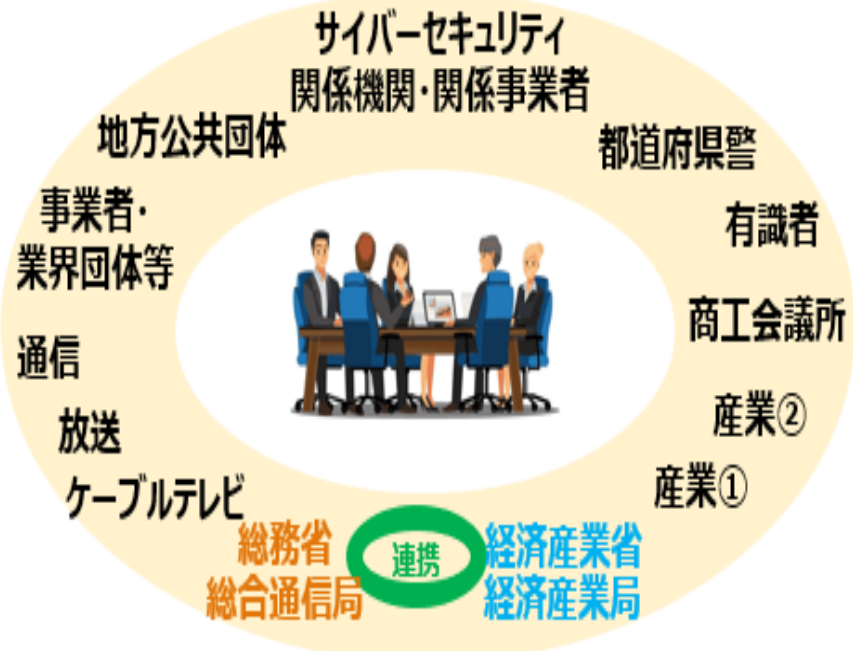 サイバーセキュリティ
関係機関・関係事業者
地方公共団体
都道府県警
事業者・
業界団体等
有識者
商工会議所
通信
産業②
放送
産業①
ケーブルテレビ
総務省
総合通信局
連携
経済産業省
経済産業局